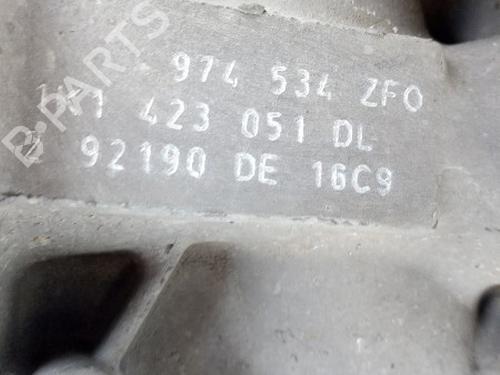 B-PARTS
974 534 ZFO
423 051 DL
92190 DE 16C9